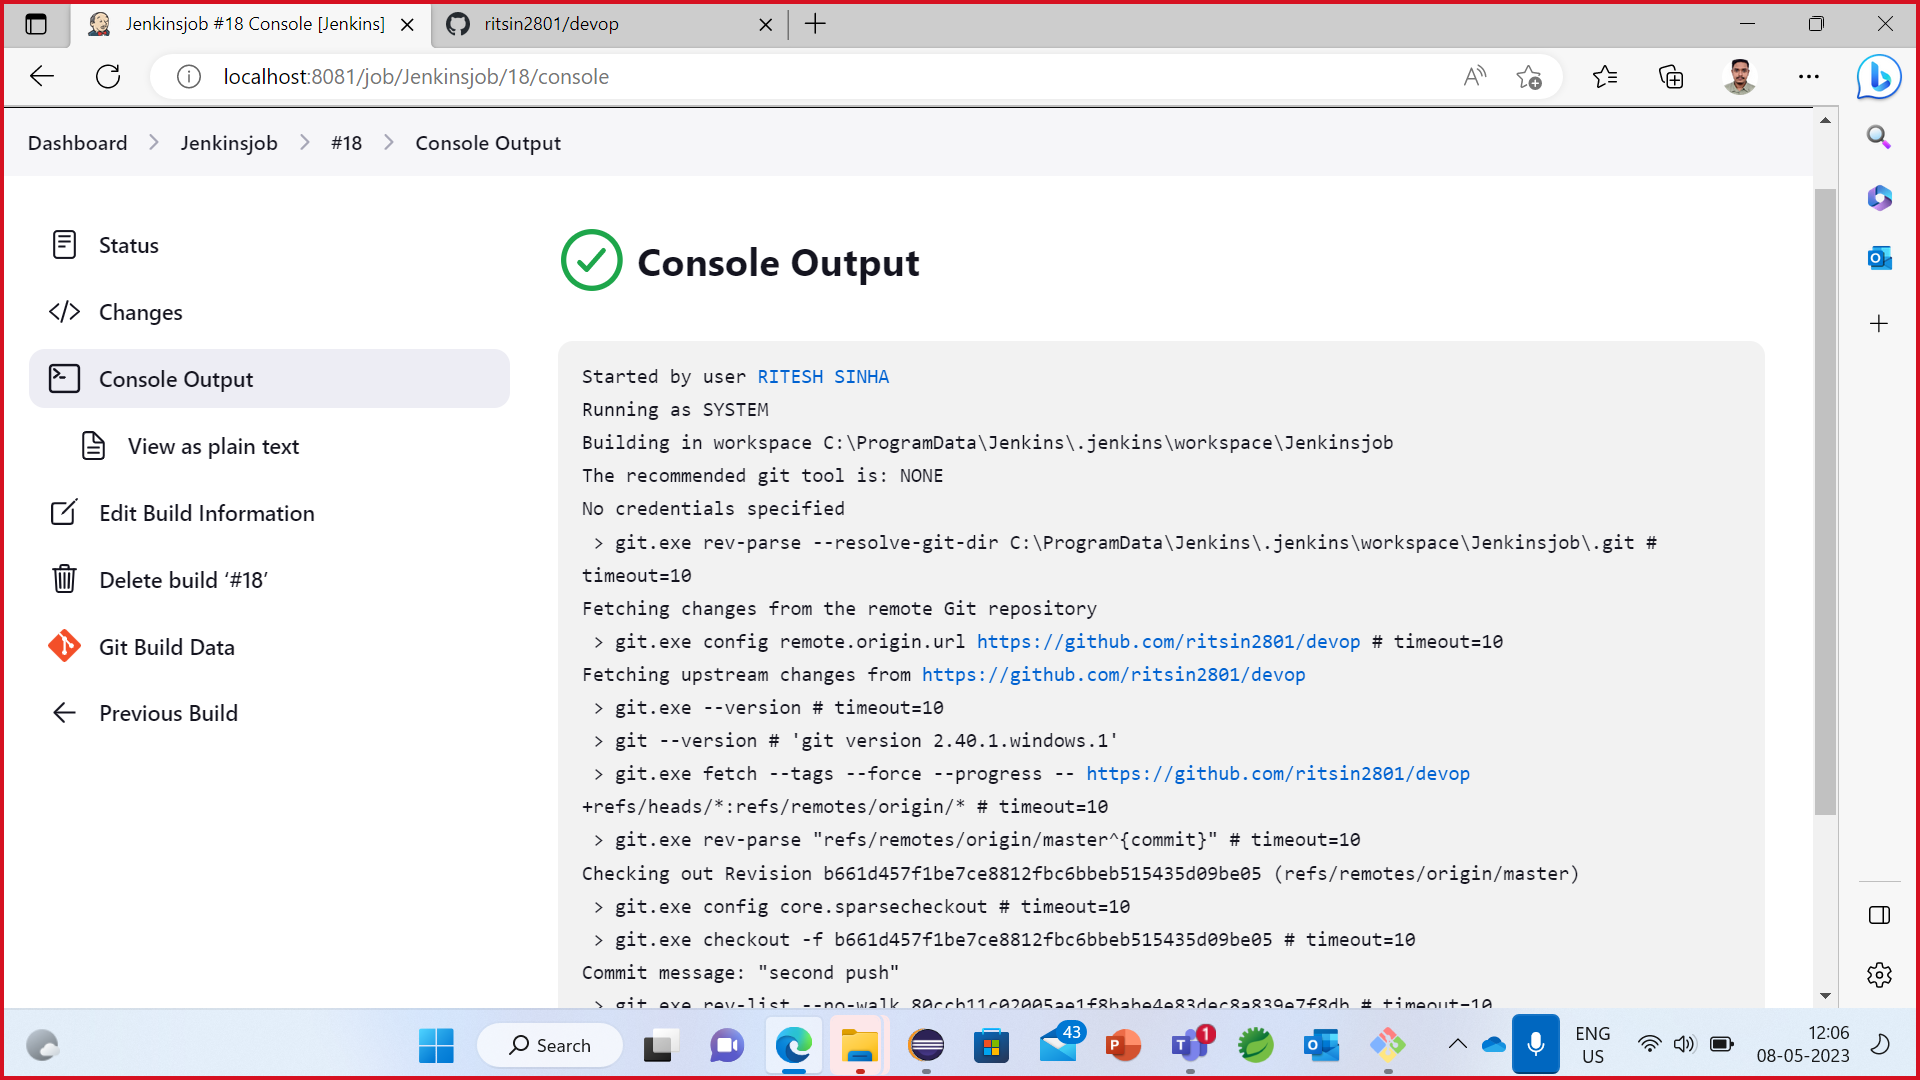 Jenkinsjob #18 Console [Jenkins]
ritsin2801/devop
localhost:8081/job/Jenkinsjob/18/console
Dashboard > Jenkinsjob > #18 > Console Output
Status
Changes
Console Output
View as plain text
Edit Build Information
Delete build ‘#18’
Git Build Data
Previous Build
Console Output
Started by user RITESH SINHA
Running as SYSTEM
Building in workspace C:\ProgramData\Jenkins\.jenkins\workspace\Jenkinsjob
The recommended git tool is: NONE
No credentials specified
> git.exe rev-parse --resolve-git-dir C:\ProgramData\Jenkins\.jenkins\workspace\Jenkinsjob\.git #
timeout=10
Fetching changes from the remote Git repository
> git.exe config remote.origin.url https://github.com/ritsin2801/devop # timeout=10
Fetching upstream changes from https://github.com/ritsin2801/devop
> git.exe --version # timeout=10
> git --version # 'git version 2.40.1.windows.1'
> git.exe fetch --tags --force --progress -- https://github.com/ritsin2801/devop
+refs/heads/*:refs/remotes/origin/* # timeout=10
> git.exe rev-parse "refs/remotes/origin/master^{commit}" # timeout=10
Checking out Revision b661d457f1be7ce8812fbc6bbeb515435d09be05 (refs/remotes/origin/master)
> git.exe config core.sparsecheckout # timeout=10
> git.exe checkout -f b661d457f1be7ce8812fbc6bbeb515435d09be05 # timeout=10
Commit message: "second push"
> git.exe rev-list --no-walk # timeout=10
Search
43
1
ENG
US
12:06
08-05-2023